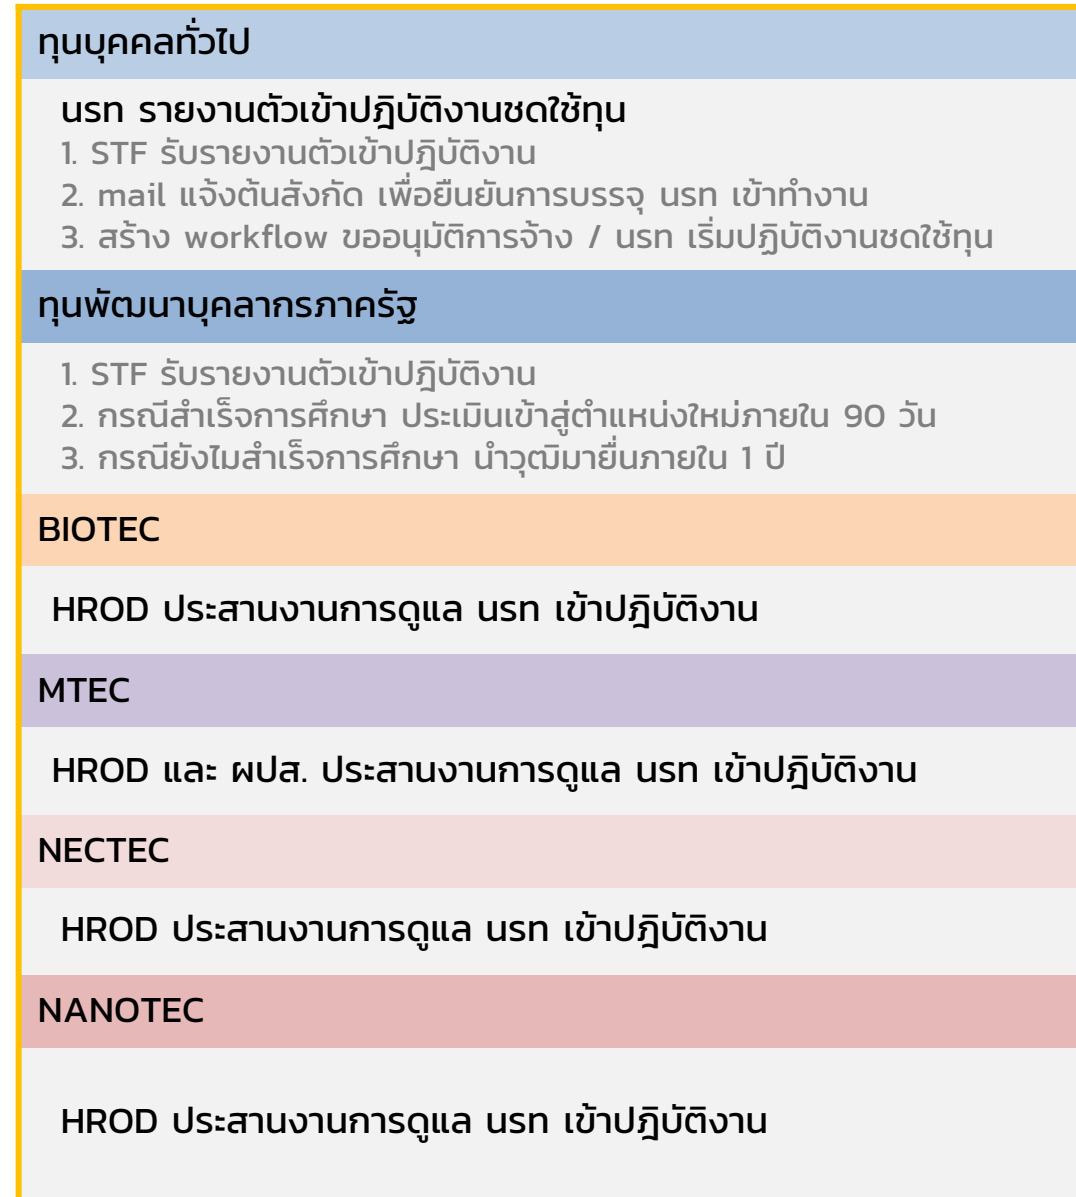 ทุนบุคคลทั่วไป
นรท รายงานตัวเข้าปฎิบัติงานชดใช้ทุน
1. STF รับรายงานตัวเข้าปฎิบัติงาน
2. mail แจ้งต้นสังกัด เพื่อยืนยันการบรรจุ นรท เข้าทำงาน
3. สร้าง workflow ขออนุมัติการจ้าง / นรท เริ่มปฏิบัติงานชดใช้ทุน
ทุนพัฒนาบุคลากรภาครัฐ
1. STF รับรายงานตัวเข้าปฎิบัติงาน
2. กรณีสำเร็จการศึกษา ประเมินเข้าสู่ตำแหน่งใหม่ภายใน 90 วัน
3. กรณียังไมสำเร็จการศึกษา นำวุฒิมายื่นภายใน 1 ปี
BIOTEC
HROD ประสานงานการดูแล นรท เข้าปฎิบัติงาน
MTEC
HROD และ ผปส. ประสานงานการดูแล นรท เข้าปฎิบัติงาน
NECTEC
HROD ประสานงานการดูแล นรท เข้าปฎิบัติงาน
NANOTEC
HROD ประสานงานการดูแล นรท เข้าปฎิบัติงาน